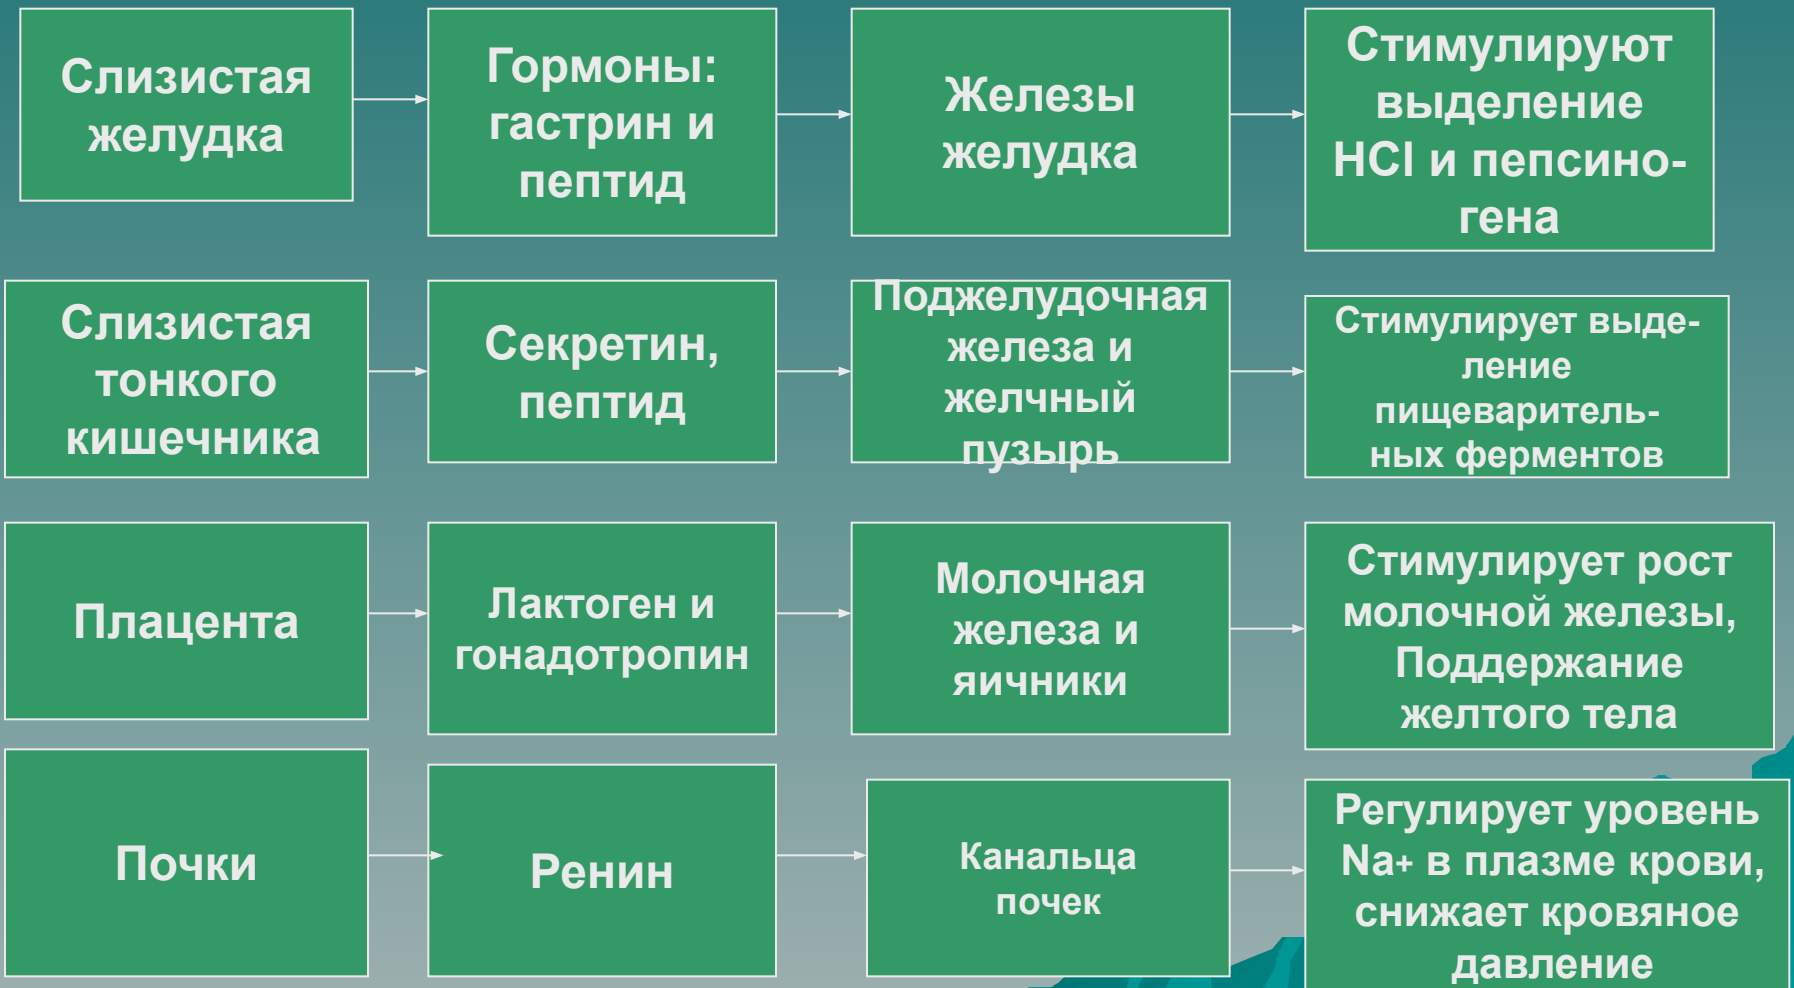 Слизистая
желудка
Гормоны:
гастрин и
пептид
Железы
желудка
Стимулируют
выделение
HCl и пепсино-
гена
Слизистая
тонкого
кишечника
Секретин,
пептид
Поджелудочная
железа и
желчный
пузырь
Стимулирует выде-
ление
пищеваритель-
ных ферментов
Плацента
Лактоген и
гонадотропин
Молочная
железа и
яичники
Стимулирует рост
молочной железы,
Поддержание
желтого тела
Почки
Ренин
Канальца
почек
Регулирует уровень
Na+ в плазме крови,
снижает кровяное
давление